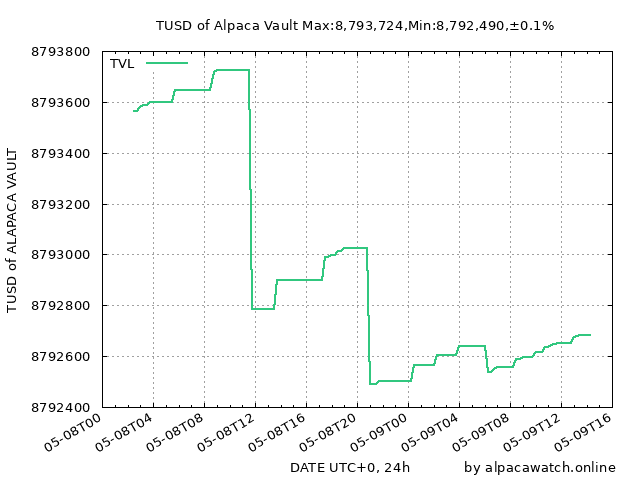 TUSD of Alpaca Vault Max:8,793,724,Min:8,792,490,±0.1%
TVL
8793800
8793600
8793400
8793200
8793000
8792800
8792600
8792400
TUSD of ALAPACA VAULT
05-08T00
05-08T04
05-08T08
05-08T12
05-08T16
05-08T20
05-09T00
05-09T04
05-09T08
05-09T12
05-09T16
DATE UTC+0, 24h
by alpacawatch.online